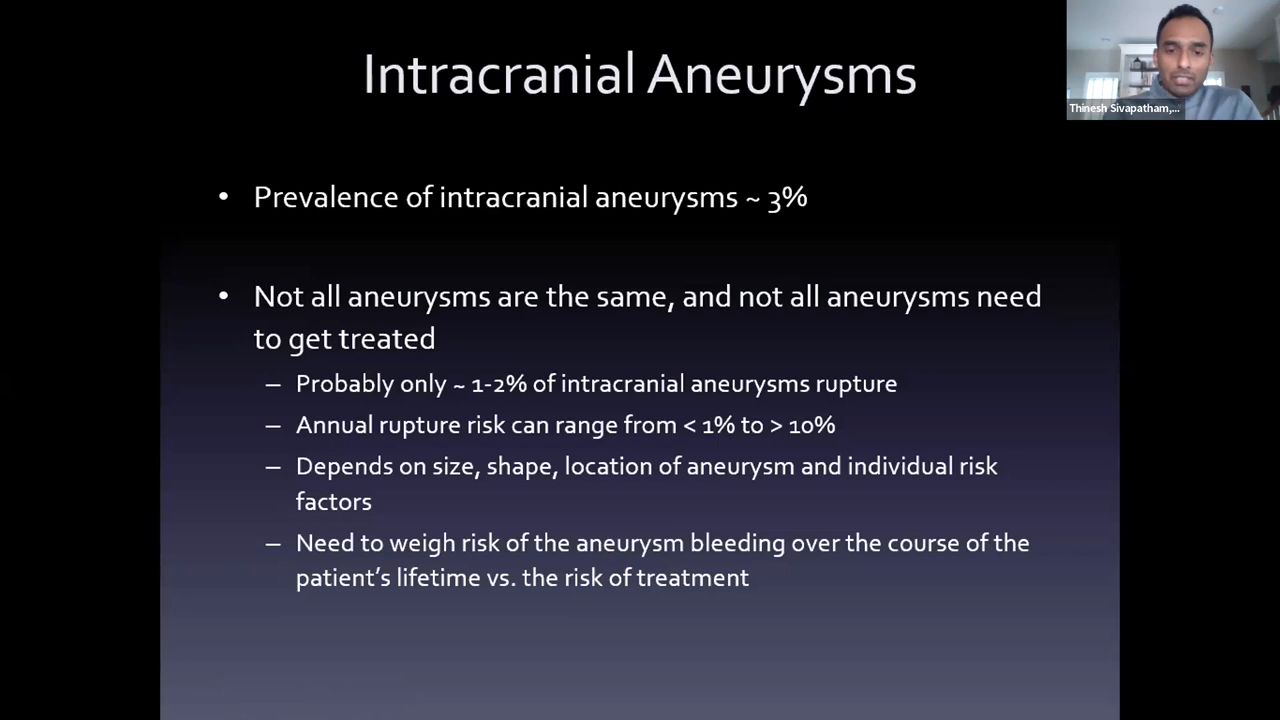 Intracranial Aneurysms
Thinesh Sivapatham,...
• Prevalence of intracranial aneurysms ~ 3%
• Not all aneurysms are the same, and not all aneurysms need
to get treated
– Probably only ~ 1-2% of intracranial aneurysms rupture
– Annual rupture risk can range from < 1% to > 10%
– Depends on size, shape, location of aneurysm and individual risk
factors
– Need to weigh risk of the aneurysm bleeding over the course of the
patient’s lifetime vs. the risk of treatment